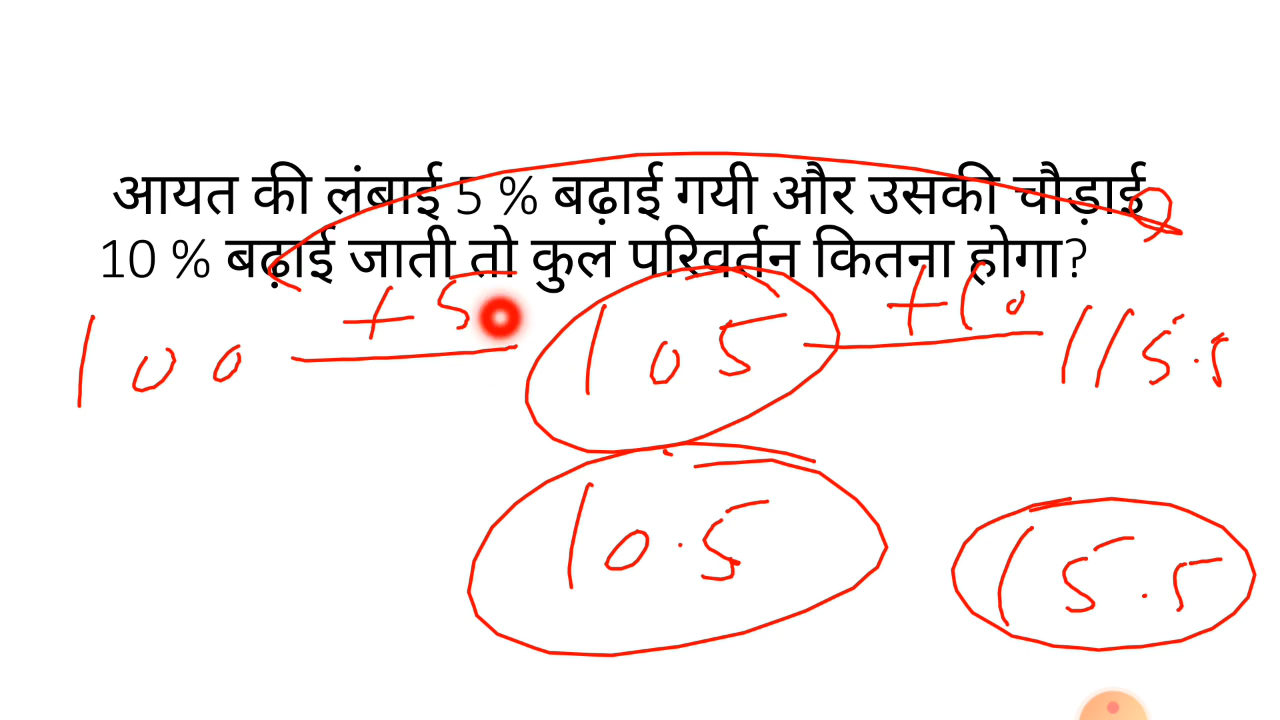 आयत की लंबाई 5 % बढ़ाई गयी और उसकी चौड़ाई
10 % बढ़ाई जाती तो कुल परिवर्तन कितना होगा?
100 +5 105 +10 115.5
10.5 15.5